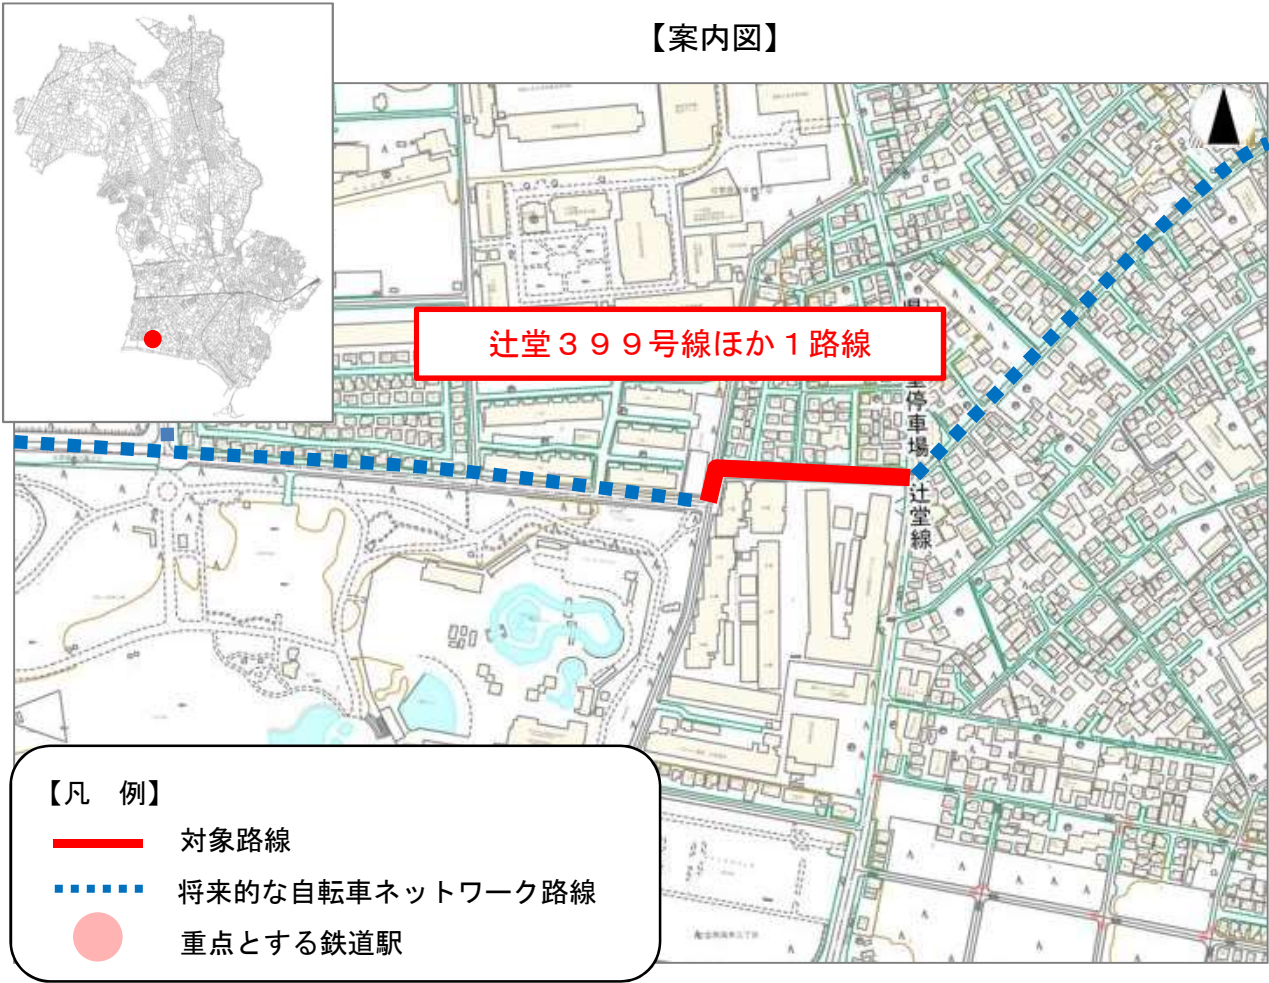 【案内図】
辻堂３９９号線ほか１路線
停車場
辻堂線
【凡　例】
対象路線
将来的な自転車ネットワーク路線
重点とする鉄道駅